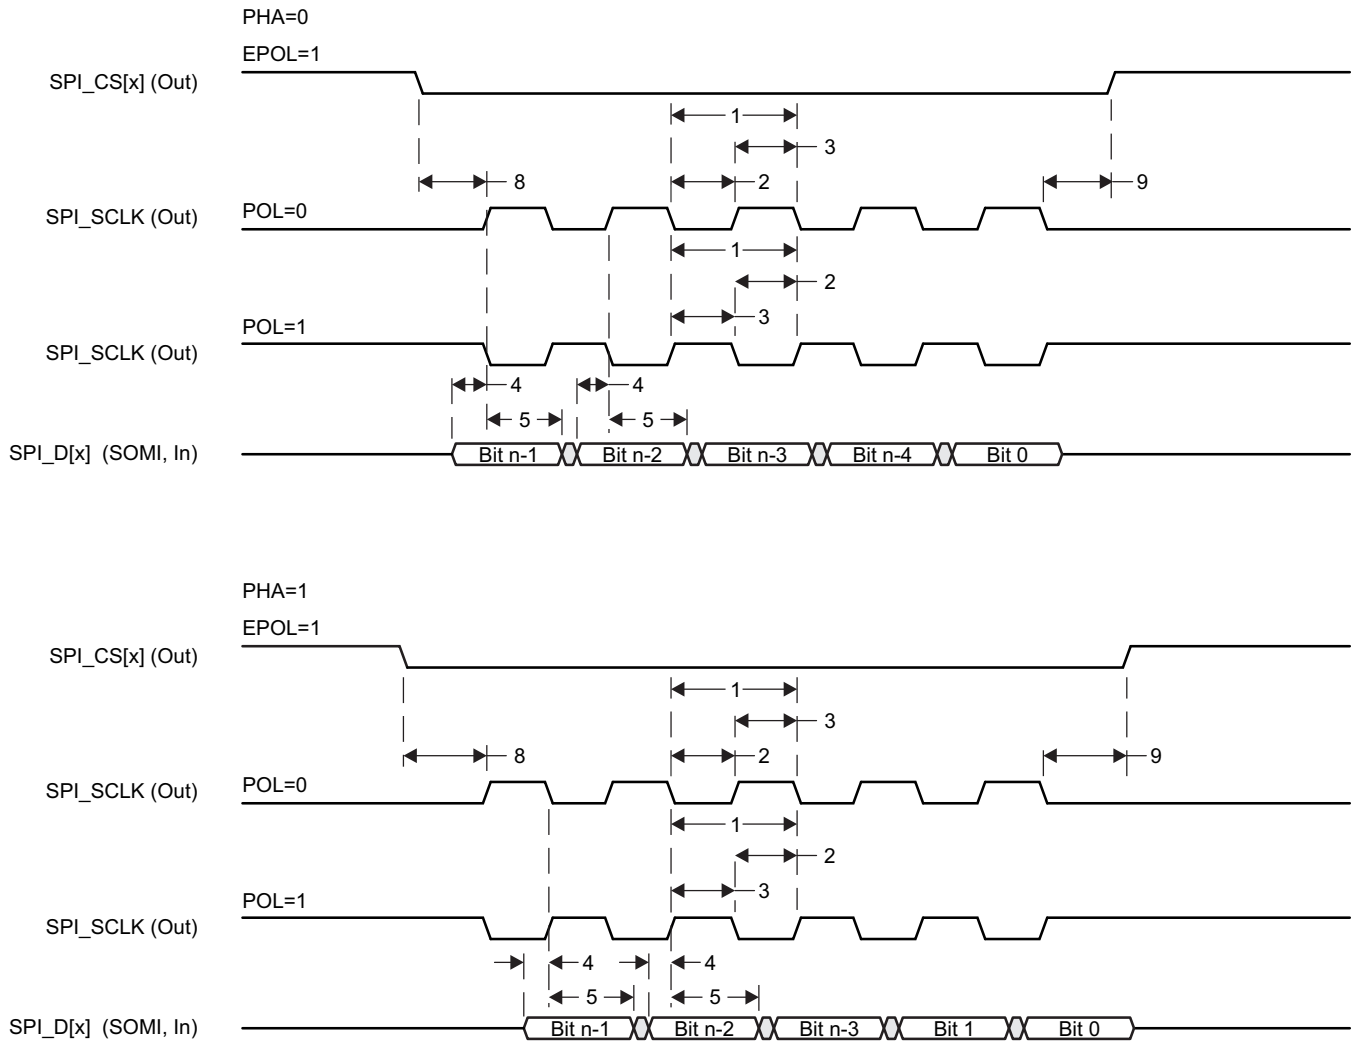 PHA=0
EPOL=1
SPI_CS[x] (Out)
1
3
8
2
9
SPI_SCLK (Out)
POL=0
1
2
3
POL=1
SPI_SCLK (Out)
4
4
5
5
SPI_D[x] (SOMI, In)
Bit n-1
Bit n-2
Bit n-3
Bit n-4
Bit 0
PHA=1
EPOL=1
SPI_CS[x] (Out)
1
3
8
2
9
SPI_SCLK (Out)
POL=0
1
2
3
POL=1
SPI_SCLK (Out)
4
4
5
5
SPI_D[x] (SOMI, In)
Bit n-1
Bit n-2
Bit n-3
Bit 1
Bit 0